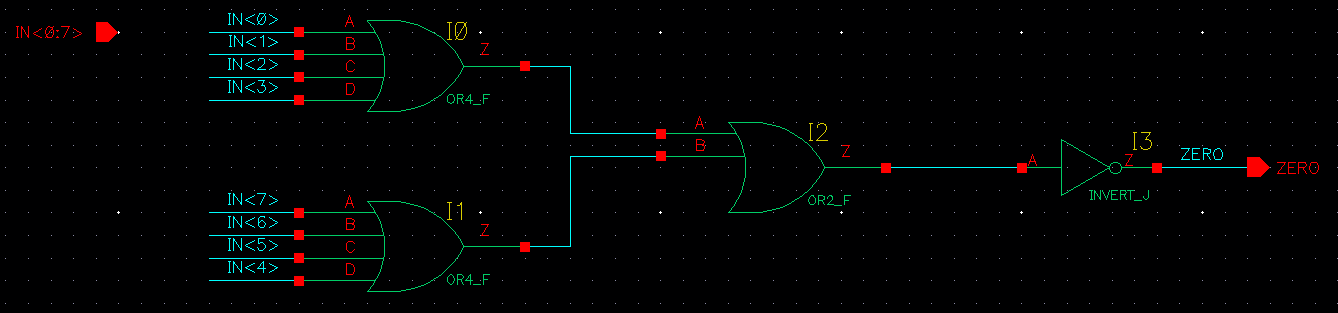 IN<0:7>
IN<0> A
IN<1> B
IN<2> C
IN<3> D
I0
Z
OR4_F
A
B
I2
Z
OR2_F
A
I3
Z
INVERT_J
ZERO
ZERO
IN<7> A
IN<6> B
IN<5> C
IN<4> D
I1
Z
OR4_F